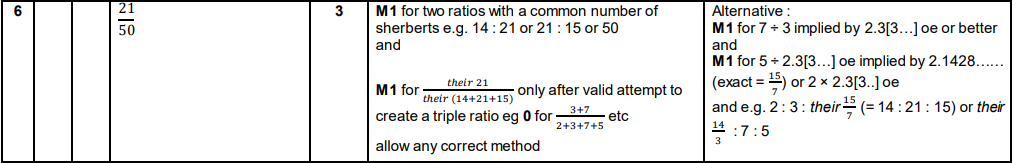 6
21/50
3
M1 for two ratios with a common number of
sherberts e.g. 14 : 21 or 21 : 15 or 50
and
M1 for their 21/their (14+21+15) only after valid attempt to
create a triple ratio eg 0 for 3+7/2+3+7+5 etc
allow any correct method
Alternative :
M1 for 7 ÷ 3 implied by 2.3[3…] oe or better
and
M1 for 5 ÷ 2.3[3…] oe implied by 2.1428……
(exact = 15/7) or 2 × 2.3[3..] oe
and e.g. 2 : 3 : their 15/7 (= 14 : 21 : 15) or their
14/3 : 7 : 5